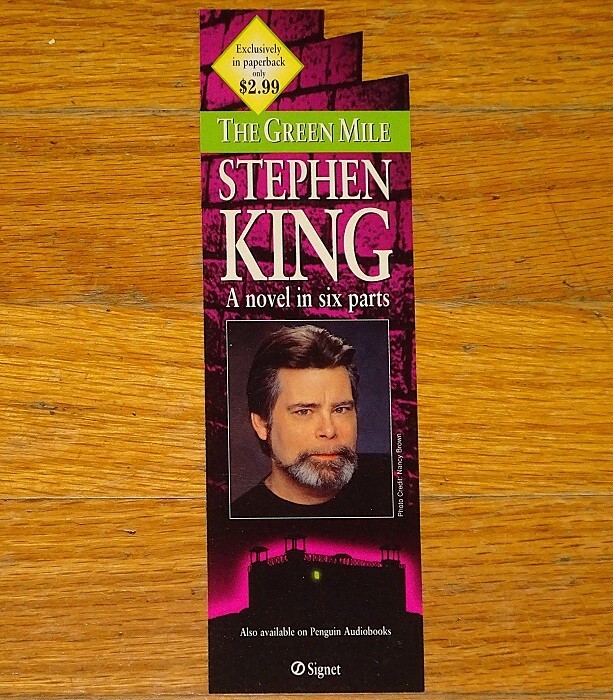 Exclusively
in paperback
only
$2.99
THE GREEN MILE
STEPHEN
KING
A novel in six parts
Photo Credit: Nancy Brown
Also available on Penguin Audiobooks
Signet